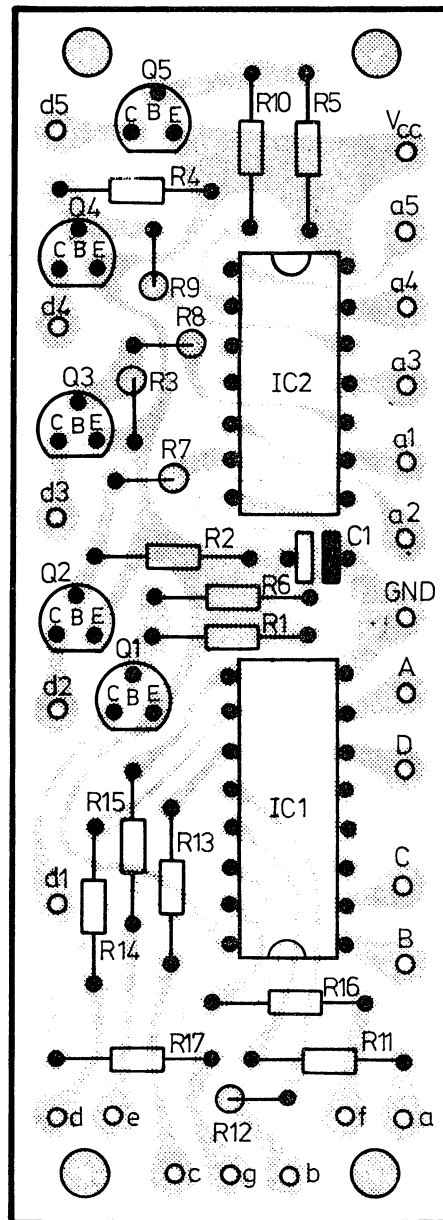 Q5
d5
C B E
R10
R5
VCC
R4
a5
Q4
C B E
R9
a4
d4
R8
IC2
a3
Q3
R3
C B E
R7
a1
d3
a2
R2
C1
Q2
R6
GND
C B E
R1
Q1
A
d2
C B E
D
R15
R13
IC1
d1
C
R14
B
R16
R17
R11
d
e
R12
f
a
c
g
b